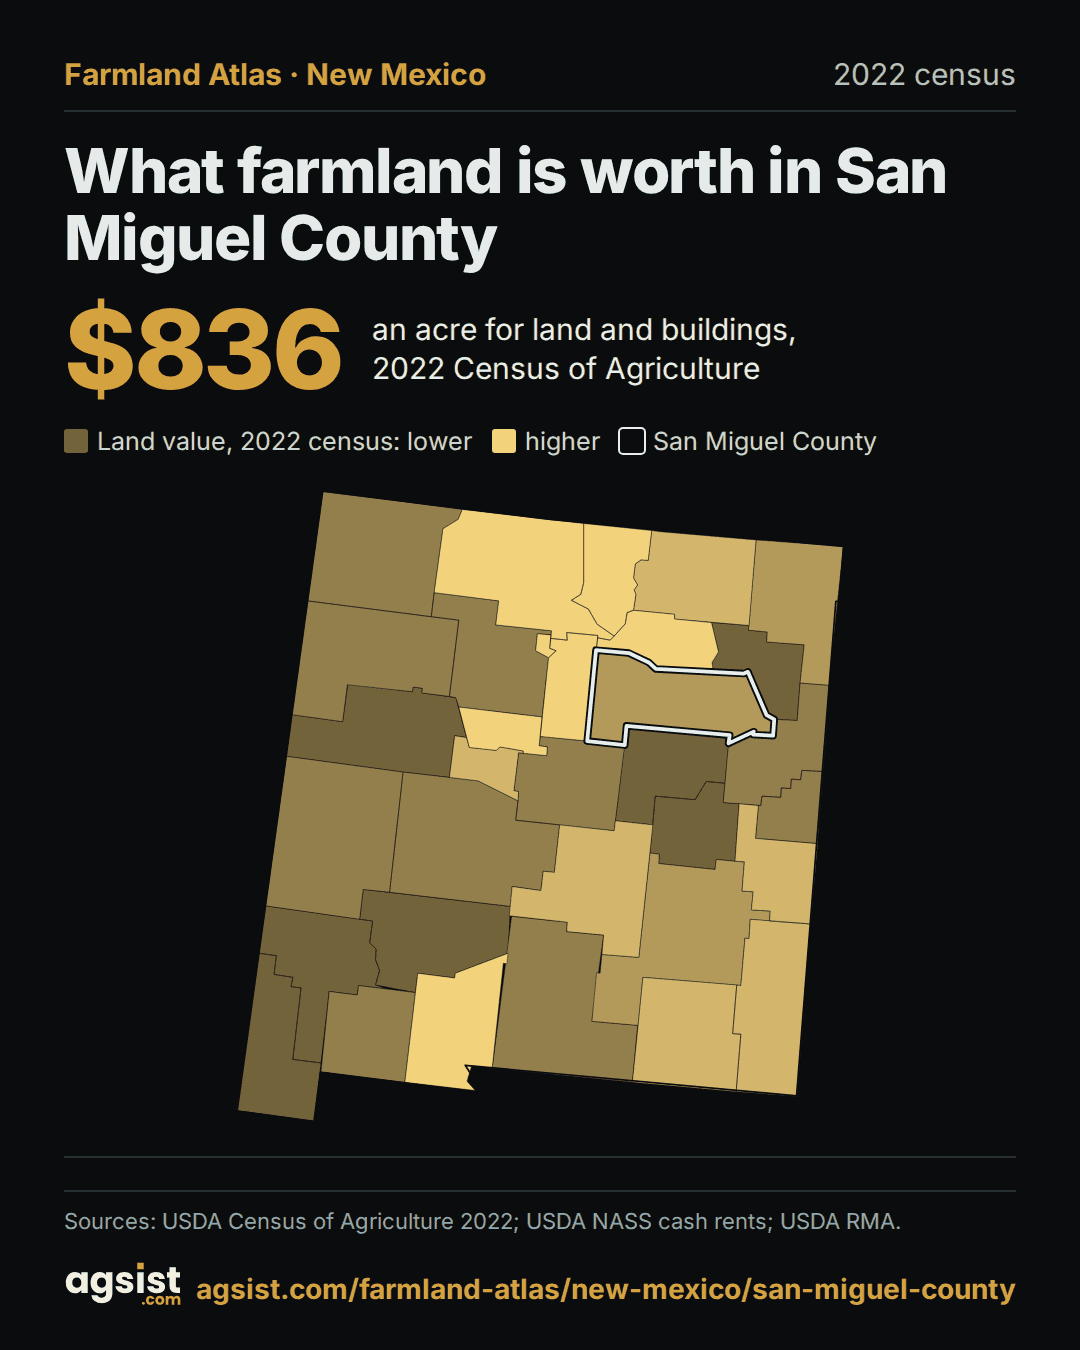 Farmland Atlas · New Mexico
2022 census
What farmland is worth in San
Miguel County
$836
an acre for land and buildings,
2022 Census of Agriculture
Land value, 2022 census: lower
higher
San Miguel County
Sources: USDA Census of Agriculture 2022; USDA NASS cash rents; USDA RMA.
agsist
.com
agsist.com/farmland-atlas/new-mexico/san-miguel-county